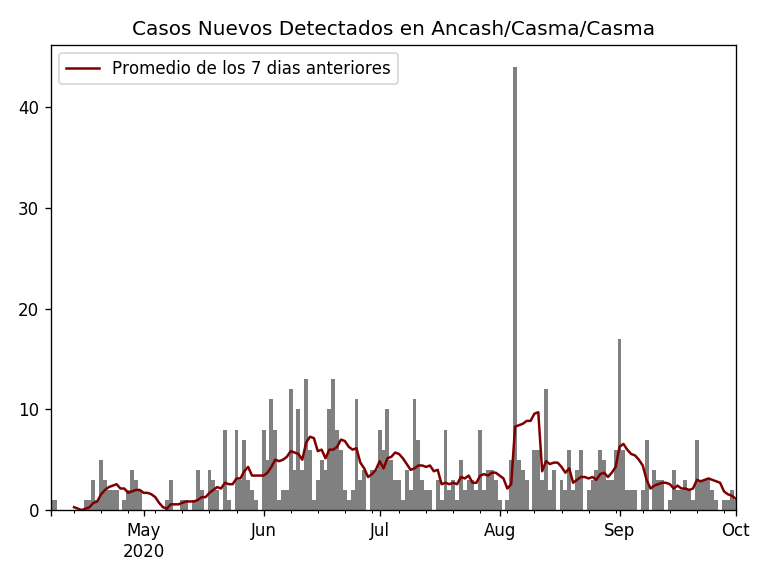 Casos Nuevos Detectados en Ancash/Casma/Casma
Promedio de los 7 dias anteriores
40
30
20
10
0
May Jun Jul Aug Sep Oct
2020